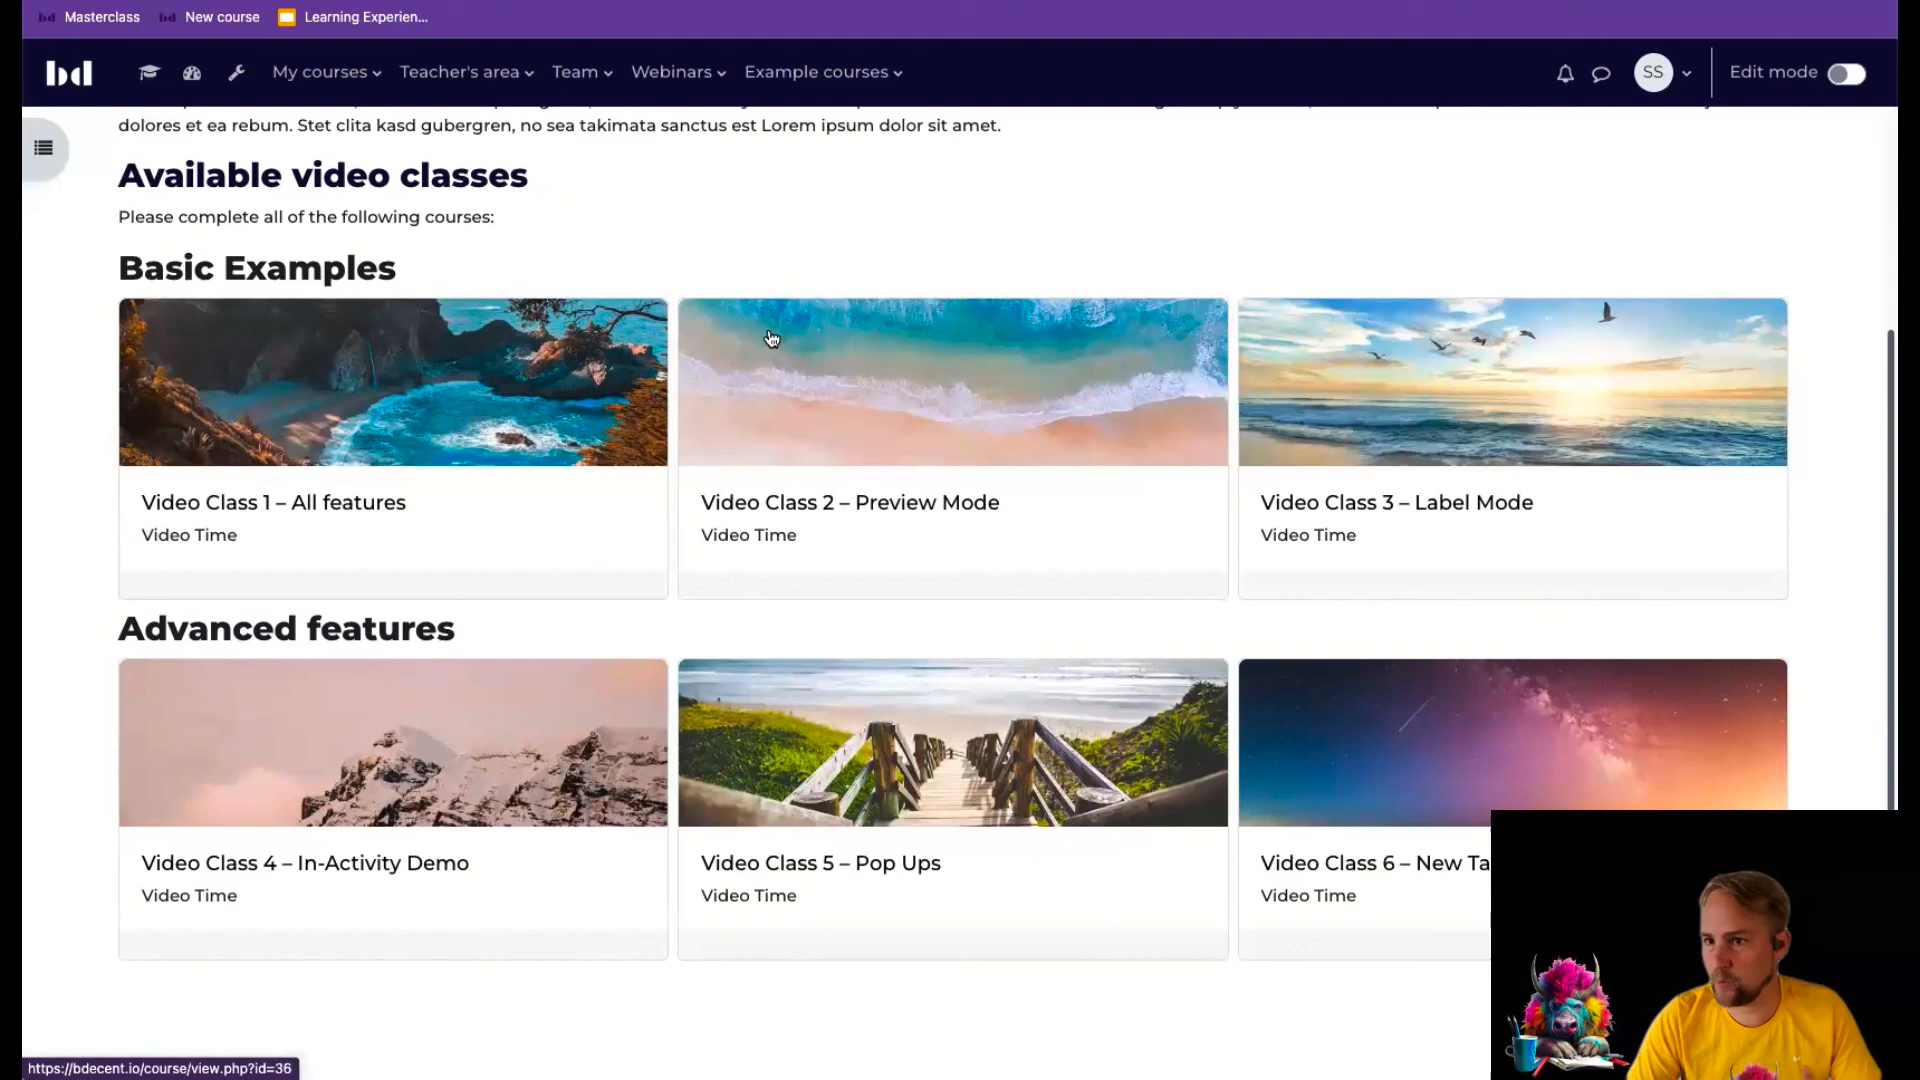 Masterclass
New course
Learning Experien...
bd
My courses
Teacher's area
Team
Webinars
Example courses
SS
Edit mode
dolores et ea rebum. Stet clita kasd gubergren, no sea takimata sanctus est Lorem ipsum dolor sit amet.
Available video classes
Please complete all of the following courses:
Basic Examples
Video Class 1 – All features
Video Time
Video Class 2 – Preview Mode
Video Time
Video Class 3 – Label Mode
Video Time
Advanced features
Video Class 4 – In-Activity Demo
Video Time
Video Class 5 – Pop Ups
Video Time
Video Class 6 – New Ta
Video Time
https://bdecent.io/course/view.php?id=36